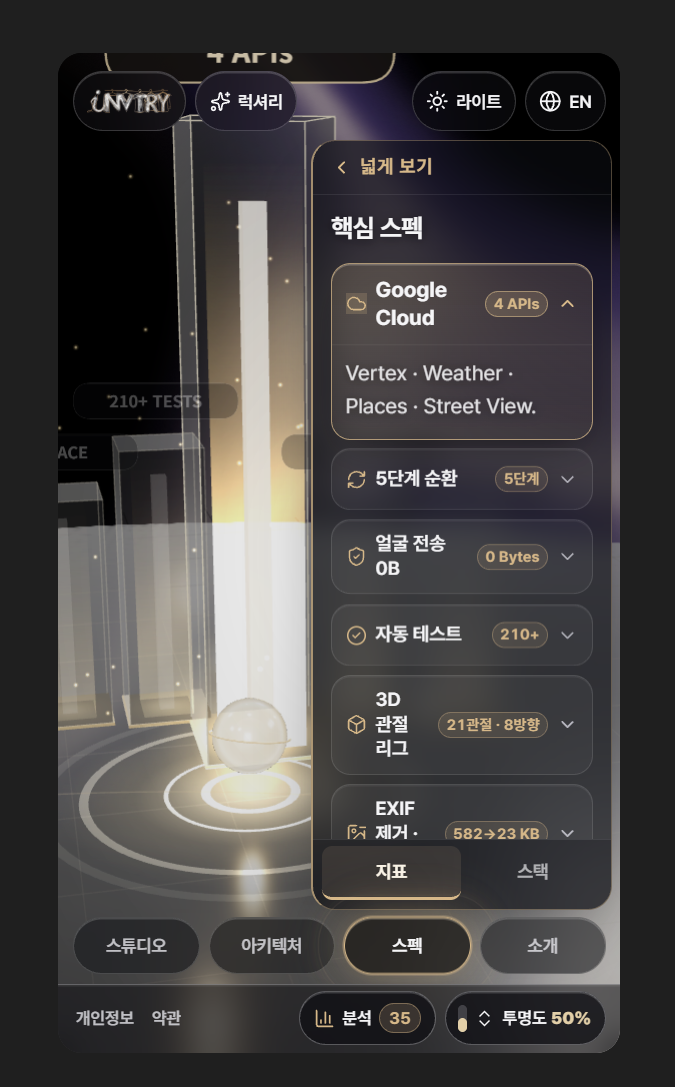 4 APIs
iNVTRY
럭셔리
라이트
EN
넓게 보기
핵심 스펙
Google
Cloud
4 APIs
Vertex · Weather ·
Places · Street View.
210+ TESTS
ACE
5단계 순환
5단계
얼굴 전송
0B
0 Bytes
자동 테스트
210+
3D
관절
리그
21관절 · 8방향
EXIF
제거 ·
582→23 KB
지표
스택
스튜디오
아키텍처
스펙
소개
개인정보
약관
분석
35
투명도 50%